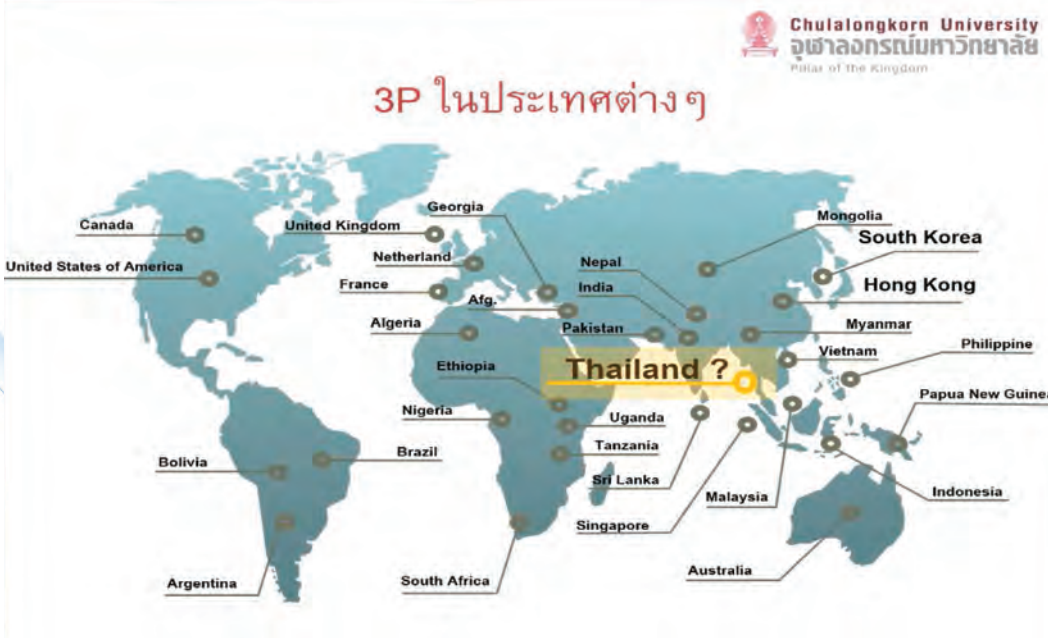 Chulalongkorn University
จุฬาลงกรณ์มหาวิทยาลัย
Pillar of the Kingdom
3P ในประเทศต่างๆ
Georgia
Mongolia
Canada
United Kingdom
South Korea
Netherland
Nepal
United States of America
France
India
Hong Kong
Afg.
Algeria
Pakistan
Myanmar
Philippine
Vietnam
Thailand ?
Ethiopia
Papua New Guinea
Nigeria
Uganda
Tanzania
Brazil
Bolivia
Sri Lanka
Malaysia
Indonesia
Singapore
Australia
Argentina
South Africa